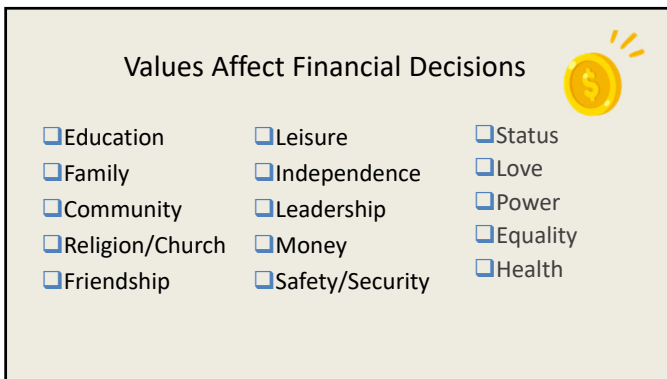 Values Affect Financial Decisions
$
❑Education
❑Family
❑Community
❑Religion/Church
❑Friendship
❑Leisure
❑Independence
❑Leadership
❑Money
❑Safety/Security
❑Status
❑Love
❑Power
❑Equality
❑Health